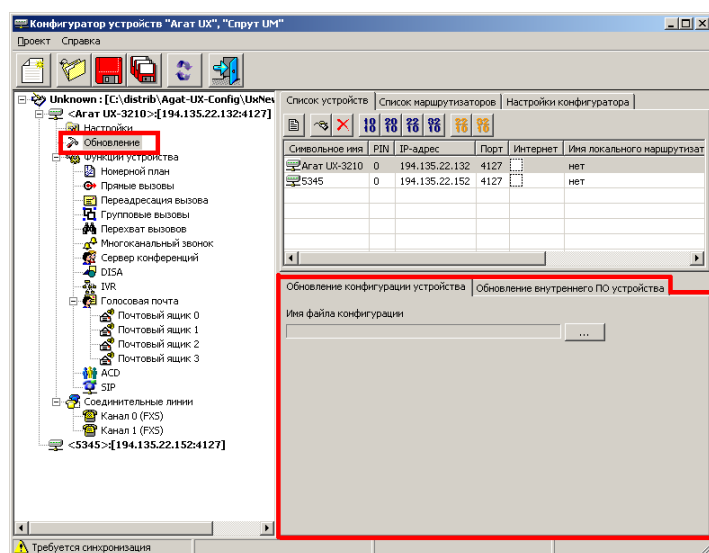 Конфигуратор устройств "Агат UX", "Спрут UM"
Проект Справка
Unknown : [C:\distrib\Agat-UX-Config\UxNe
<Агат UX-3210>:[194.135.22.132:4127]
Настройки
Обновление
Функции устройства
Номерной план
Прямые вызовы
Переадресация вызова
Групповые вызовы
Перехват вызовов
Многоканальный звонок
Сервер конференций
DISA
IVR
Голосовая почта
Почтовый ящик 0
Почтовый ящик 1
Почтовый ящик 2
Почтовый ящик 3
ACD
SIP
Соединительные линии
Канал 0 (FXS)
Канал 1 (FXS)
<5345>:[194.135.22.152:4127]
Список устройств Список маршрутизаторов Настройки конфигуратора
Символьное имя PIN IP-адрес Порт Интернет Имя локального маршрутизат
Агат UX-3210 0 194.135.22.132 4127 нет
5345 0 194.135.22.152 4127 нет
Обновление конфигурации устройства Обновление внутреннего ПО устройства
Имя файла конфигурации
...
Требуется синхронизация